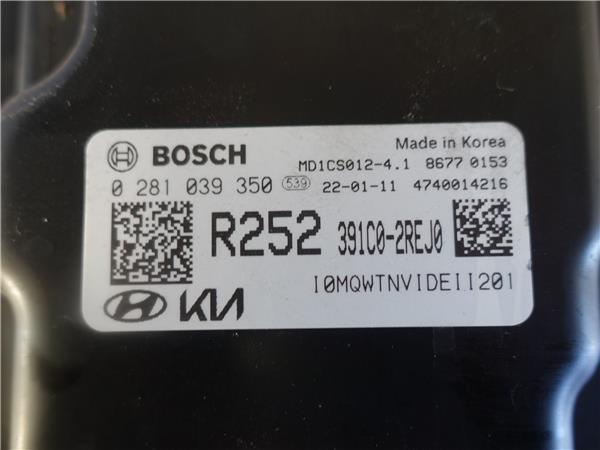 BOSCH
Made in Korea
MD1CS012-4.1 8677 0153
0 281 039 350 539 22-01-11 4740014216
R252 391C0-2REJ0
I0MQWTNVIDEII201
KIA